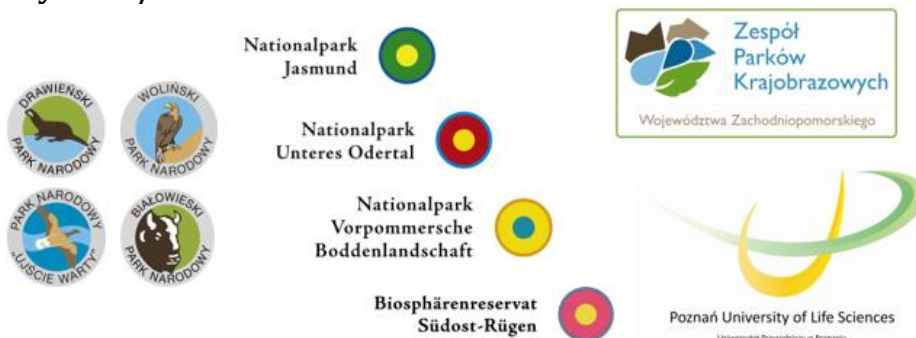 DRAWIEŃSKI
PARK NARODOWY
WOLIŃSKI
PARK NARODOWY
PARK NARODOWY
„UJŚCIE WARTY”
BIAŁOWIESKI
PARK NARODOWY
Nationalpark
Jasmund
Nationalpark
Unteres Odertal
Nationalpark
Vorpommersche
Boddenlandschaft
Biosphärenreservat
Südost-Rügen
Zespół
Parków
Krajobrazowych
Województwa Zachodniopomorskiego
Poznań University of Life Sciences